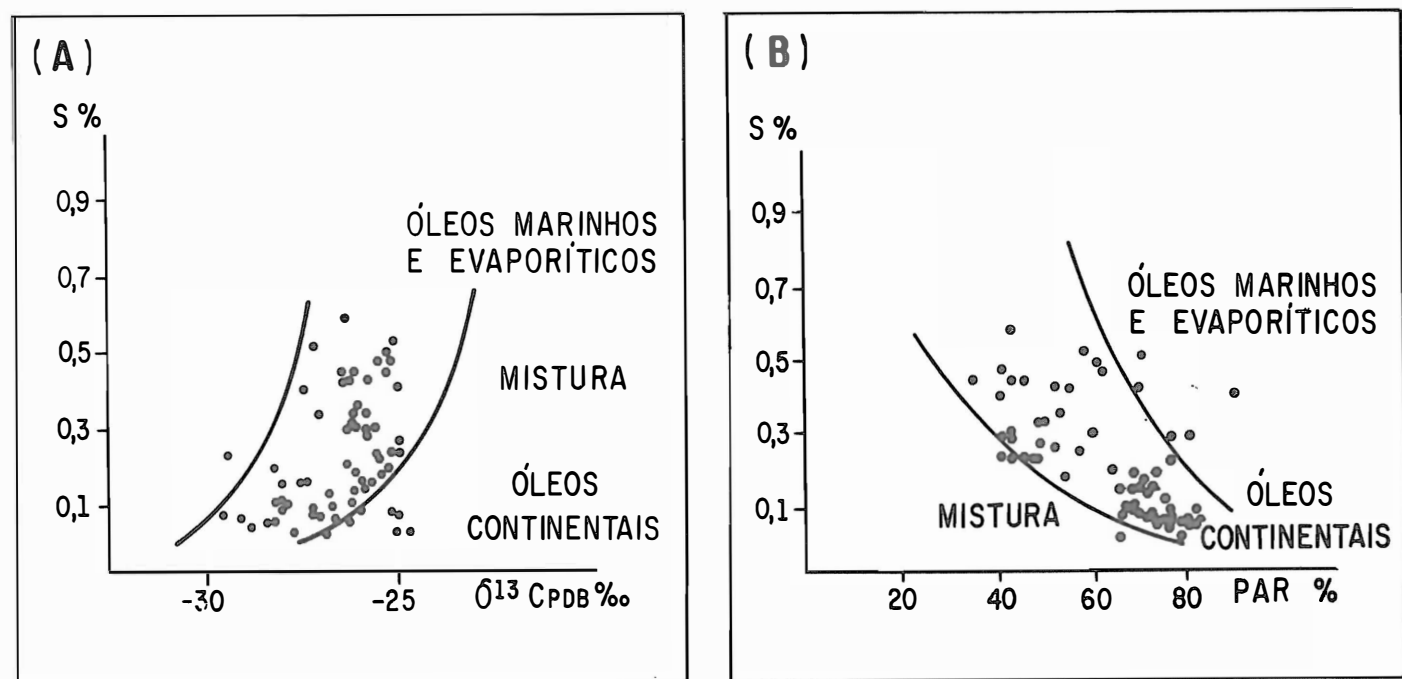 (A)
S %
0,9
0,7
0,5
0,3
0,1
ÓLEOS MARINHOS
E EVAPORÍTICOS
MISTURA
ÓLEOS
CONTINENTAIS
-30
-25
δ¹³ CPDB ‰
(B)
S %
0,9
0,7
0,5
0,3
0,1
ÓLEOS MARINHOS
E EVAPORÍTICOS
MISTURA
ÓLEOS
CONTINENTAIS
20
40
60
80
PAR %